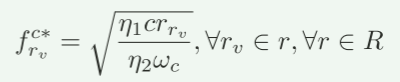 $f_{r_v}^{c*} = \sqrt{\frac{\eta_1 c r_{r_v}}{\eta_2 \omega_c}}, \forall r_v \in r, \forall r \in R$